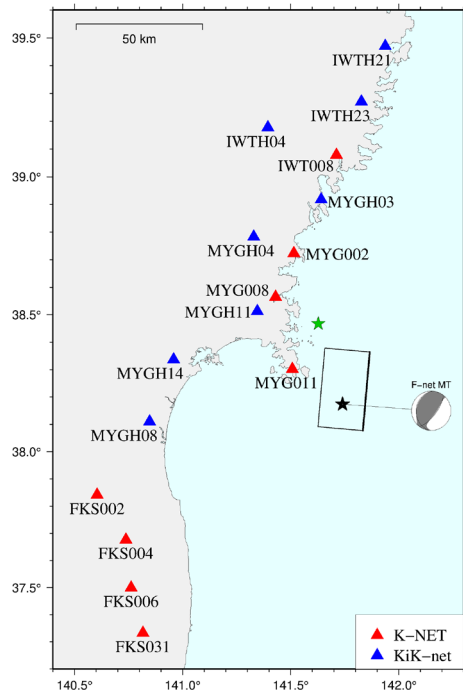 39.5°
50 km
IWTH21
IWTH23
IWTH04
IWT008
39.0°
MYGH03
MYGH04
MYG002
MYG008
38.5°
MYGH11
MYGH14
MYG011
F-net MT
MYGH08
38.0°
FKS002
FKS004
37.5°
FKS006
FKS031
K-NET
KiK-net
140.5°
141.0°
141.5°
142.0°